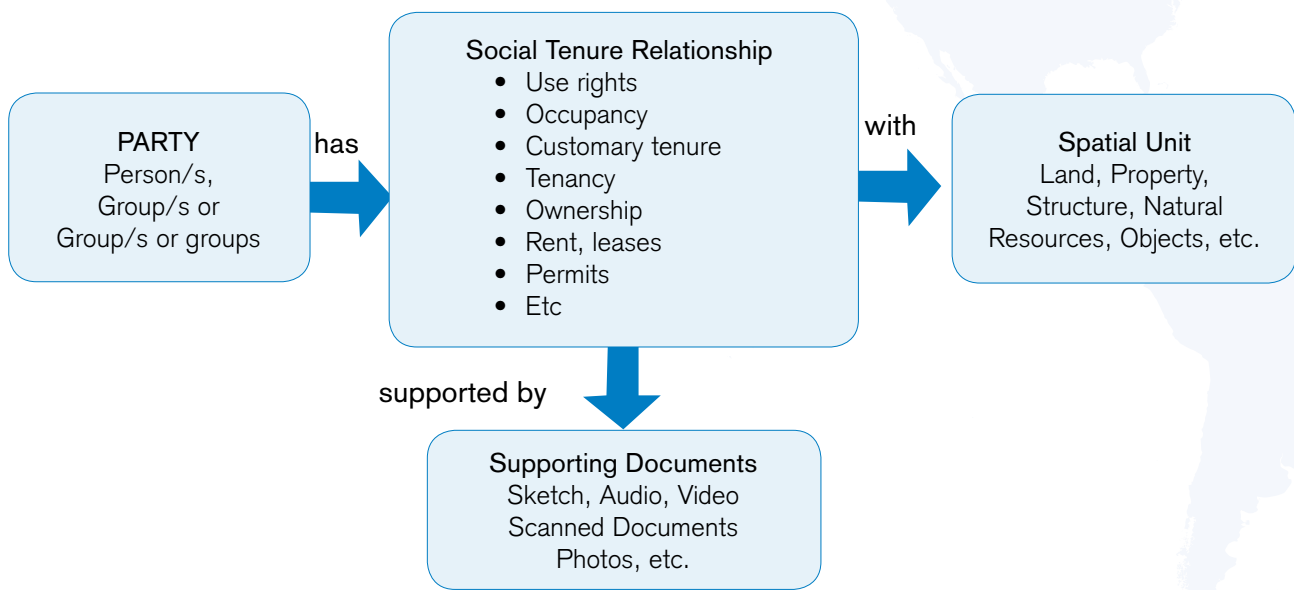 PARTY
Person/s,
Group/s or
Group/s or groups
has
Social Tenure Relationship
• Use rights
• Occupancy
• Customary tenure
• Tenancy
• Ownership
• Rent, leases
• Permits
• Etc
with
Spatial Unit
Land, Property,
Structure, Natural
Resources, Objects, etc.
supported by
Supporting Documents
Sketch, Audio, Video
Scanned Documents
Photos, etc.